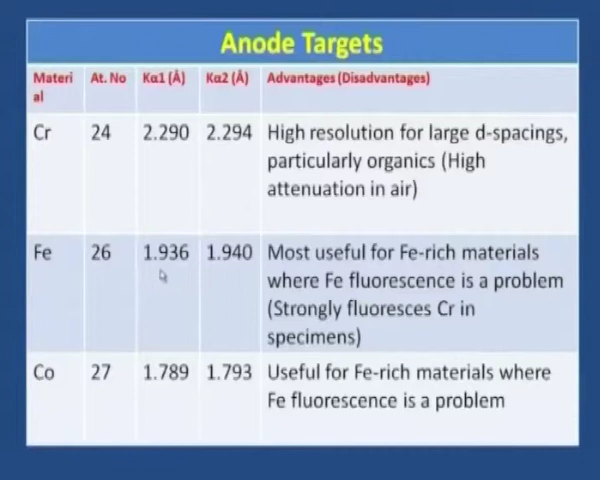 Anode Targets
Materi At. No Kα1 (Å) Kα2 (Å) Advantages (Disadvantages)
al
Cr 24 2.290 2.294 High resolution for large d-spacings,
particularly organics (High
attenuation in air)
Fe 26 1.936 1.940 Most useful for Fe-rich materials
where Fe fluorescence is a problem
(Strongly fluoresces Cr in
specimens)
Co 27 1.789 1.793 Useful for Fe-rich materials where
Fe fluorescence is a problem